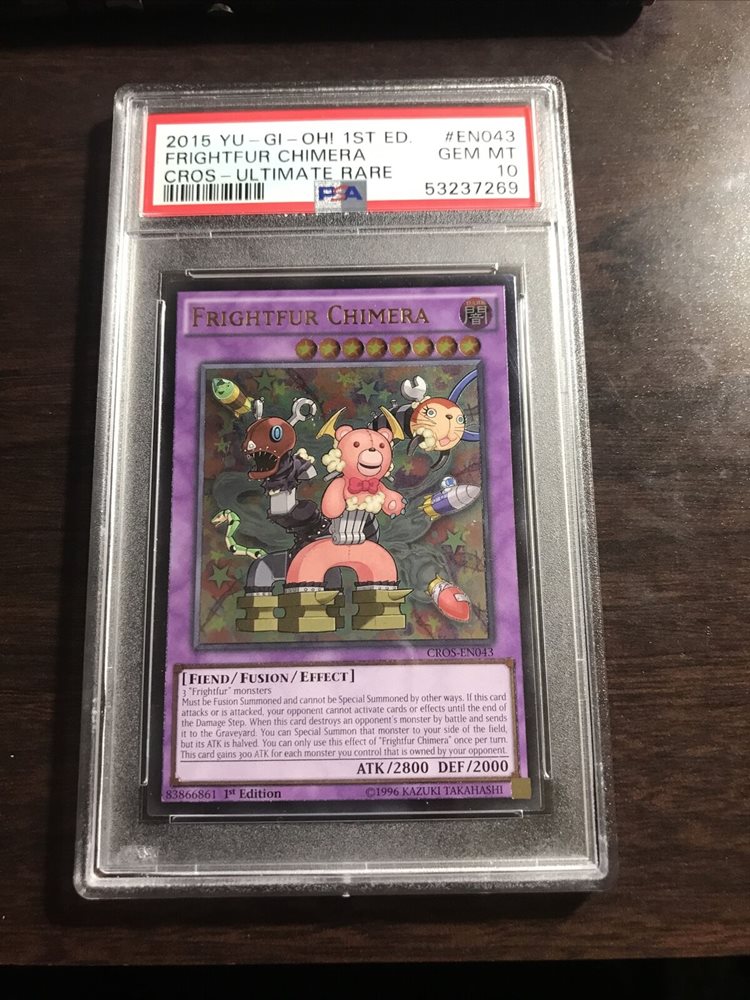 2015 YU-GI-OH! 1ST ED. #EN043
FRIGHTFUR CHIMERA GEM MT
CROS-ULTIMATE RARE 10
PSA 53237269
FRIGHTFUR CHIMERA
DARK
闇
CROS-EN043
[FIEND/FUSION/EFFECT]
3 "Frightfur" monsters
Must be Fusion Summoned and cannot be Special Summoned by other ways. If this card
attacks or is attacked, your opponent cannot activate cards or effects until the end of
the Damage Step. When this card destroys an opponent's monster by battle and sends
it to the Graveyard: You can Special Summon that monster to your side of the field,
but its ATK is halved. You can only use this effect of "Frightfur Chimera" once per turn.
This card gains 300 ATK for each monster you control that is owned by your opponent.
ATK/2800 DEF/2000
83866861 1st Edition ©1996 KAZUKI TAKAHASHI